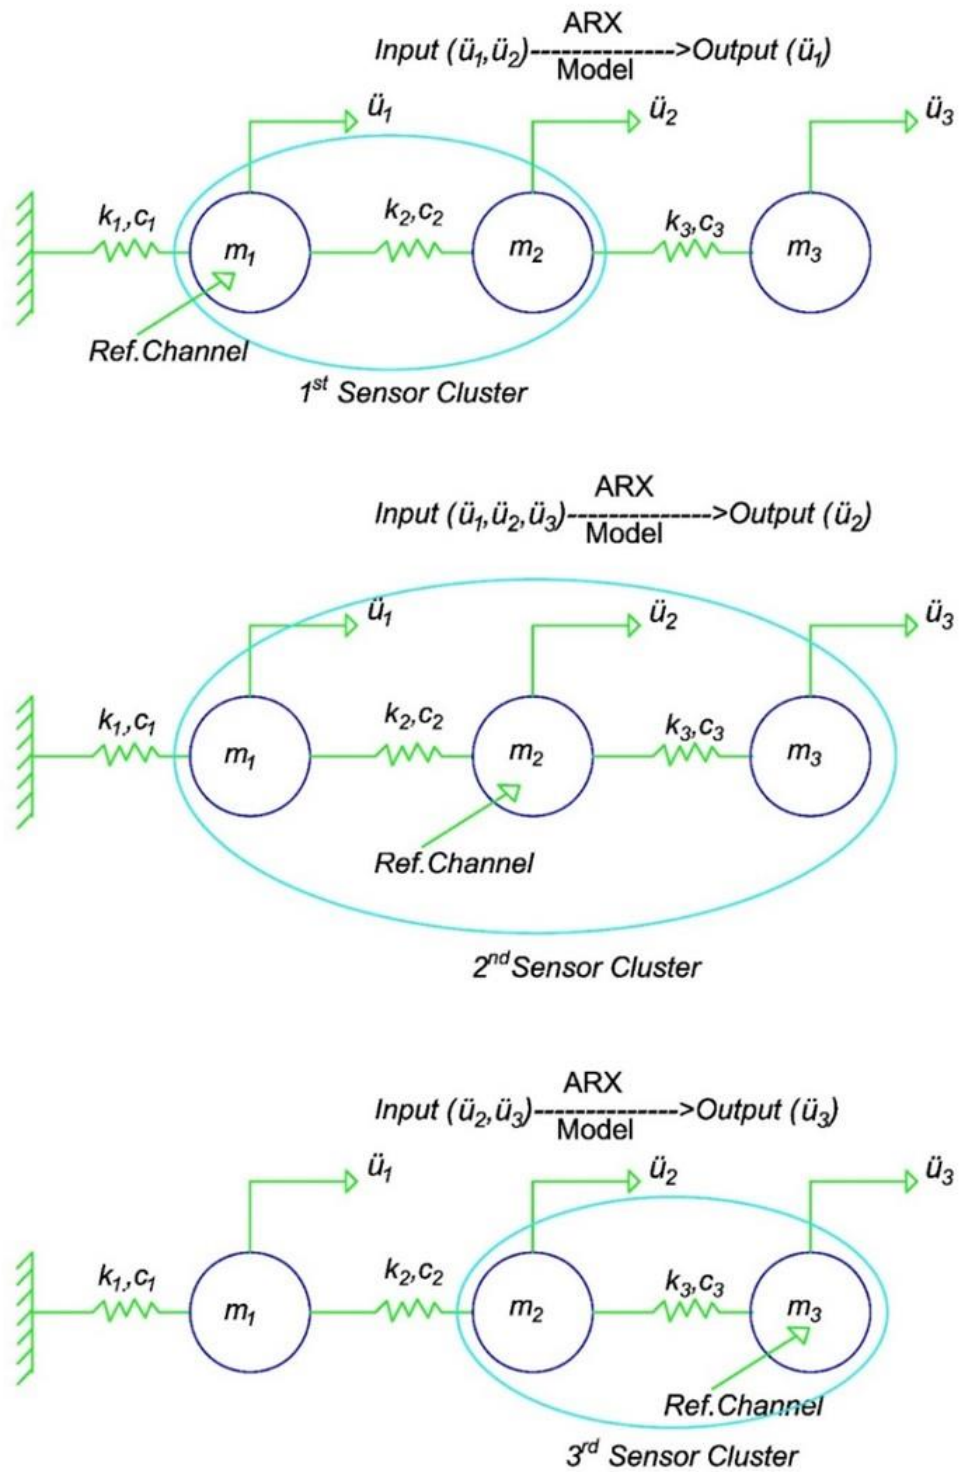 ARX
Input (ü1,ü2)-------------->Output (ü1)
Model
ü1
ü2
ü3
k1,,c1
k2,c2
k3,c3
m1
m2
m3
Ref.Channel
1st Sensor Cluster
ARX
Input (ü1,ü2,ü3)-------------->Output (ü2)
Model
ü1
ü2
ü3
k1,,c1
k2,c2
k3,c3
m1
m2
m3
Ref.Channel
2nd Sensor Cluster
ARX
Input (ü2,ü3)-------------->Output (ü3)
Model
ü1
ü2
ü3
k1,,c1
k2,c2
k3,c3
m1
m2
m3
Ref.Channel
3rd Sensor Cluster